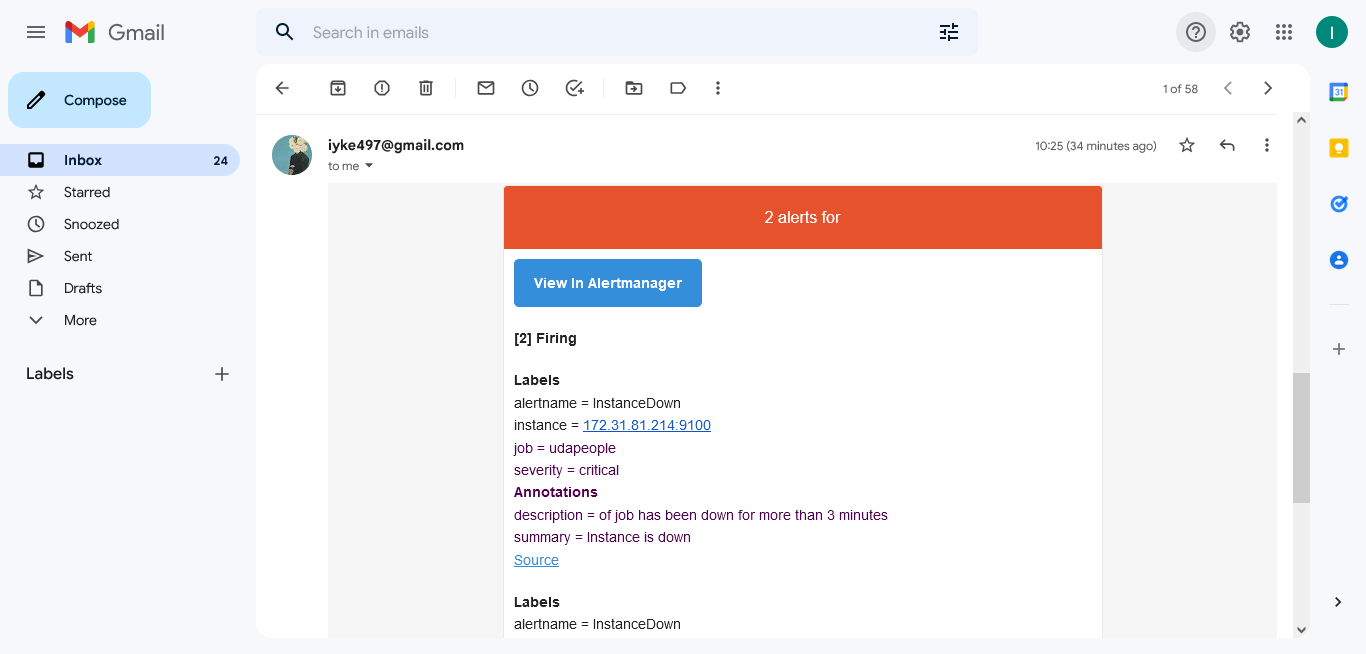 Gmail
Search in emails
I
Compose
1 of 58
31
Inbox 24
Starred
Snoozed
Sent
Drafts
More
Labels
iyke497@gmail.com
10:25 (34 minutes ago)
to me
2 alerts for
View In Alertmanager
[2] Firing
Labels
alertname = InstanceDown
instance = 172.31.81.214:9100
job = udapeople
severity = critical
Annotations
description = of job has been down for more than 3 minutes
summary = Instance is down
Source
Labels
alertname = InstanceDown